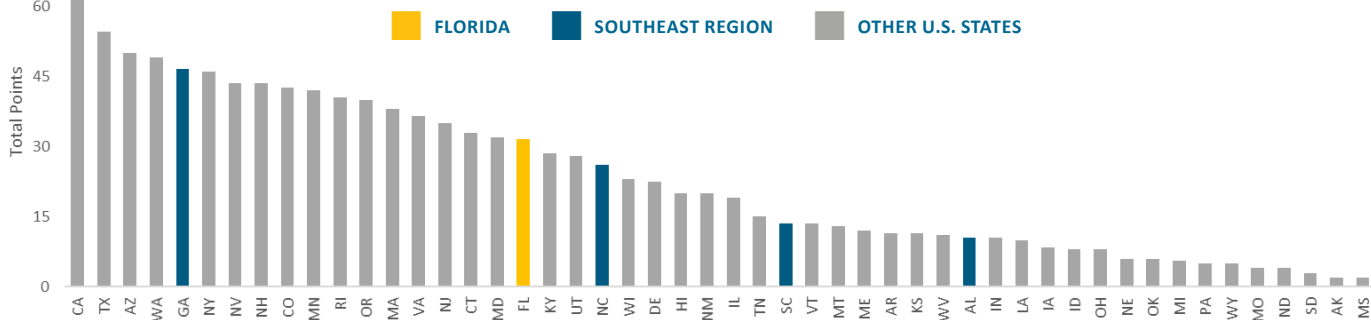 60
FLORIDA SOUTHEAST REGION OTHER U.S. STATES
45
30
15
0
Total Points
CA TX AZ WA GA NY NV NH CO MN RI OR MA VA NJ CT MD FL KY UT NC WI DE HI NM IL TN SC VT MT ME AR KS WV AL IN LA IA ID OH NE OK MI PA WY MO ND SD AK MS